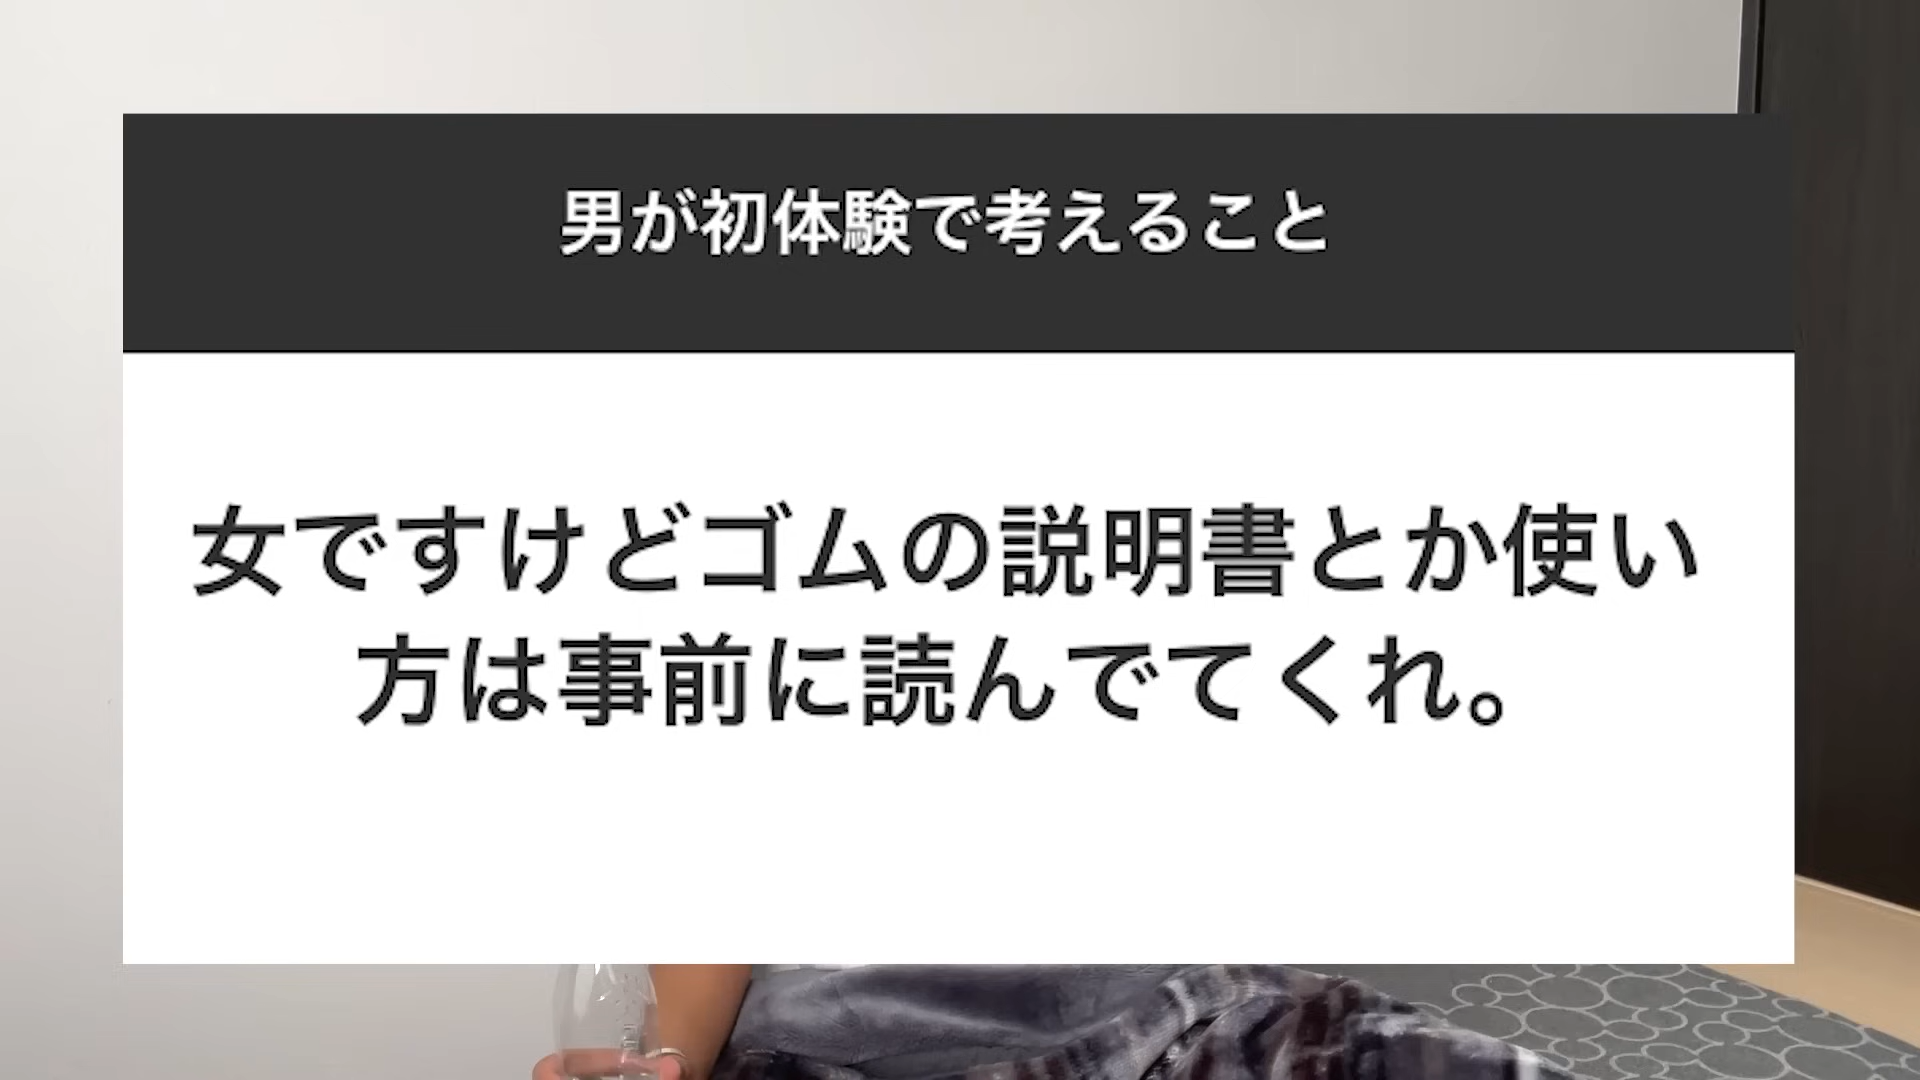 男が初体験で考えること
女ですけどゴムの説明書とか使い
方は事前に読んでてくれ。